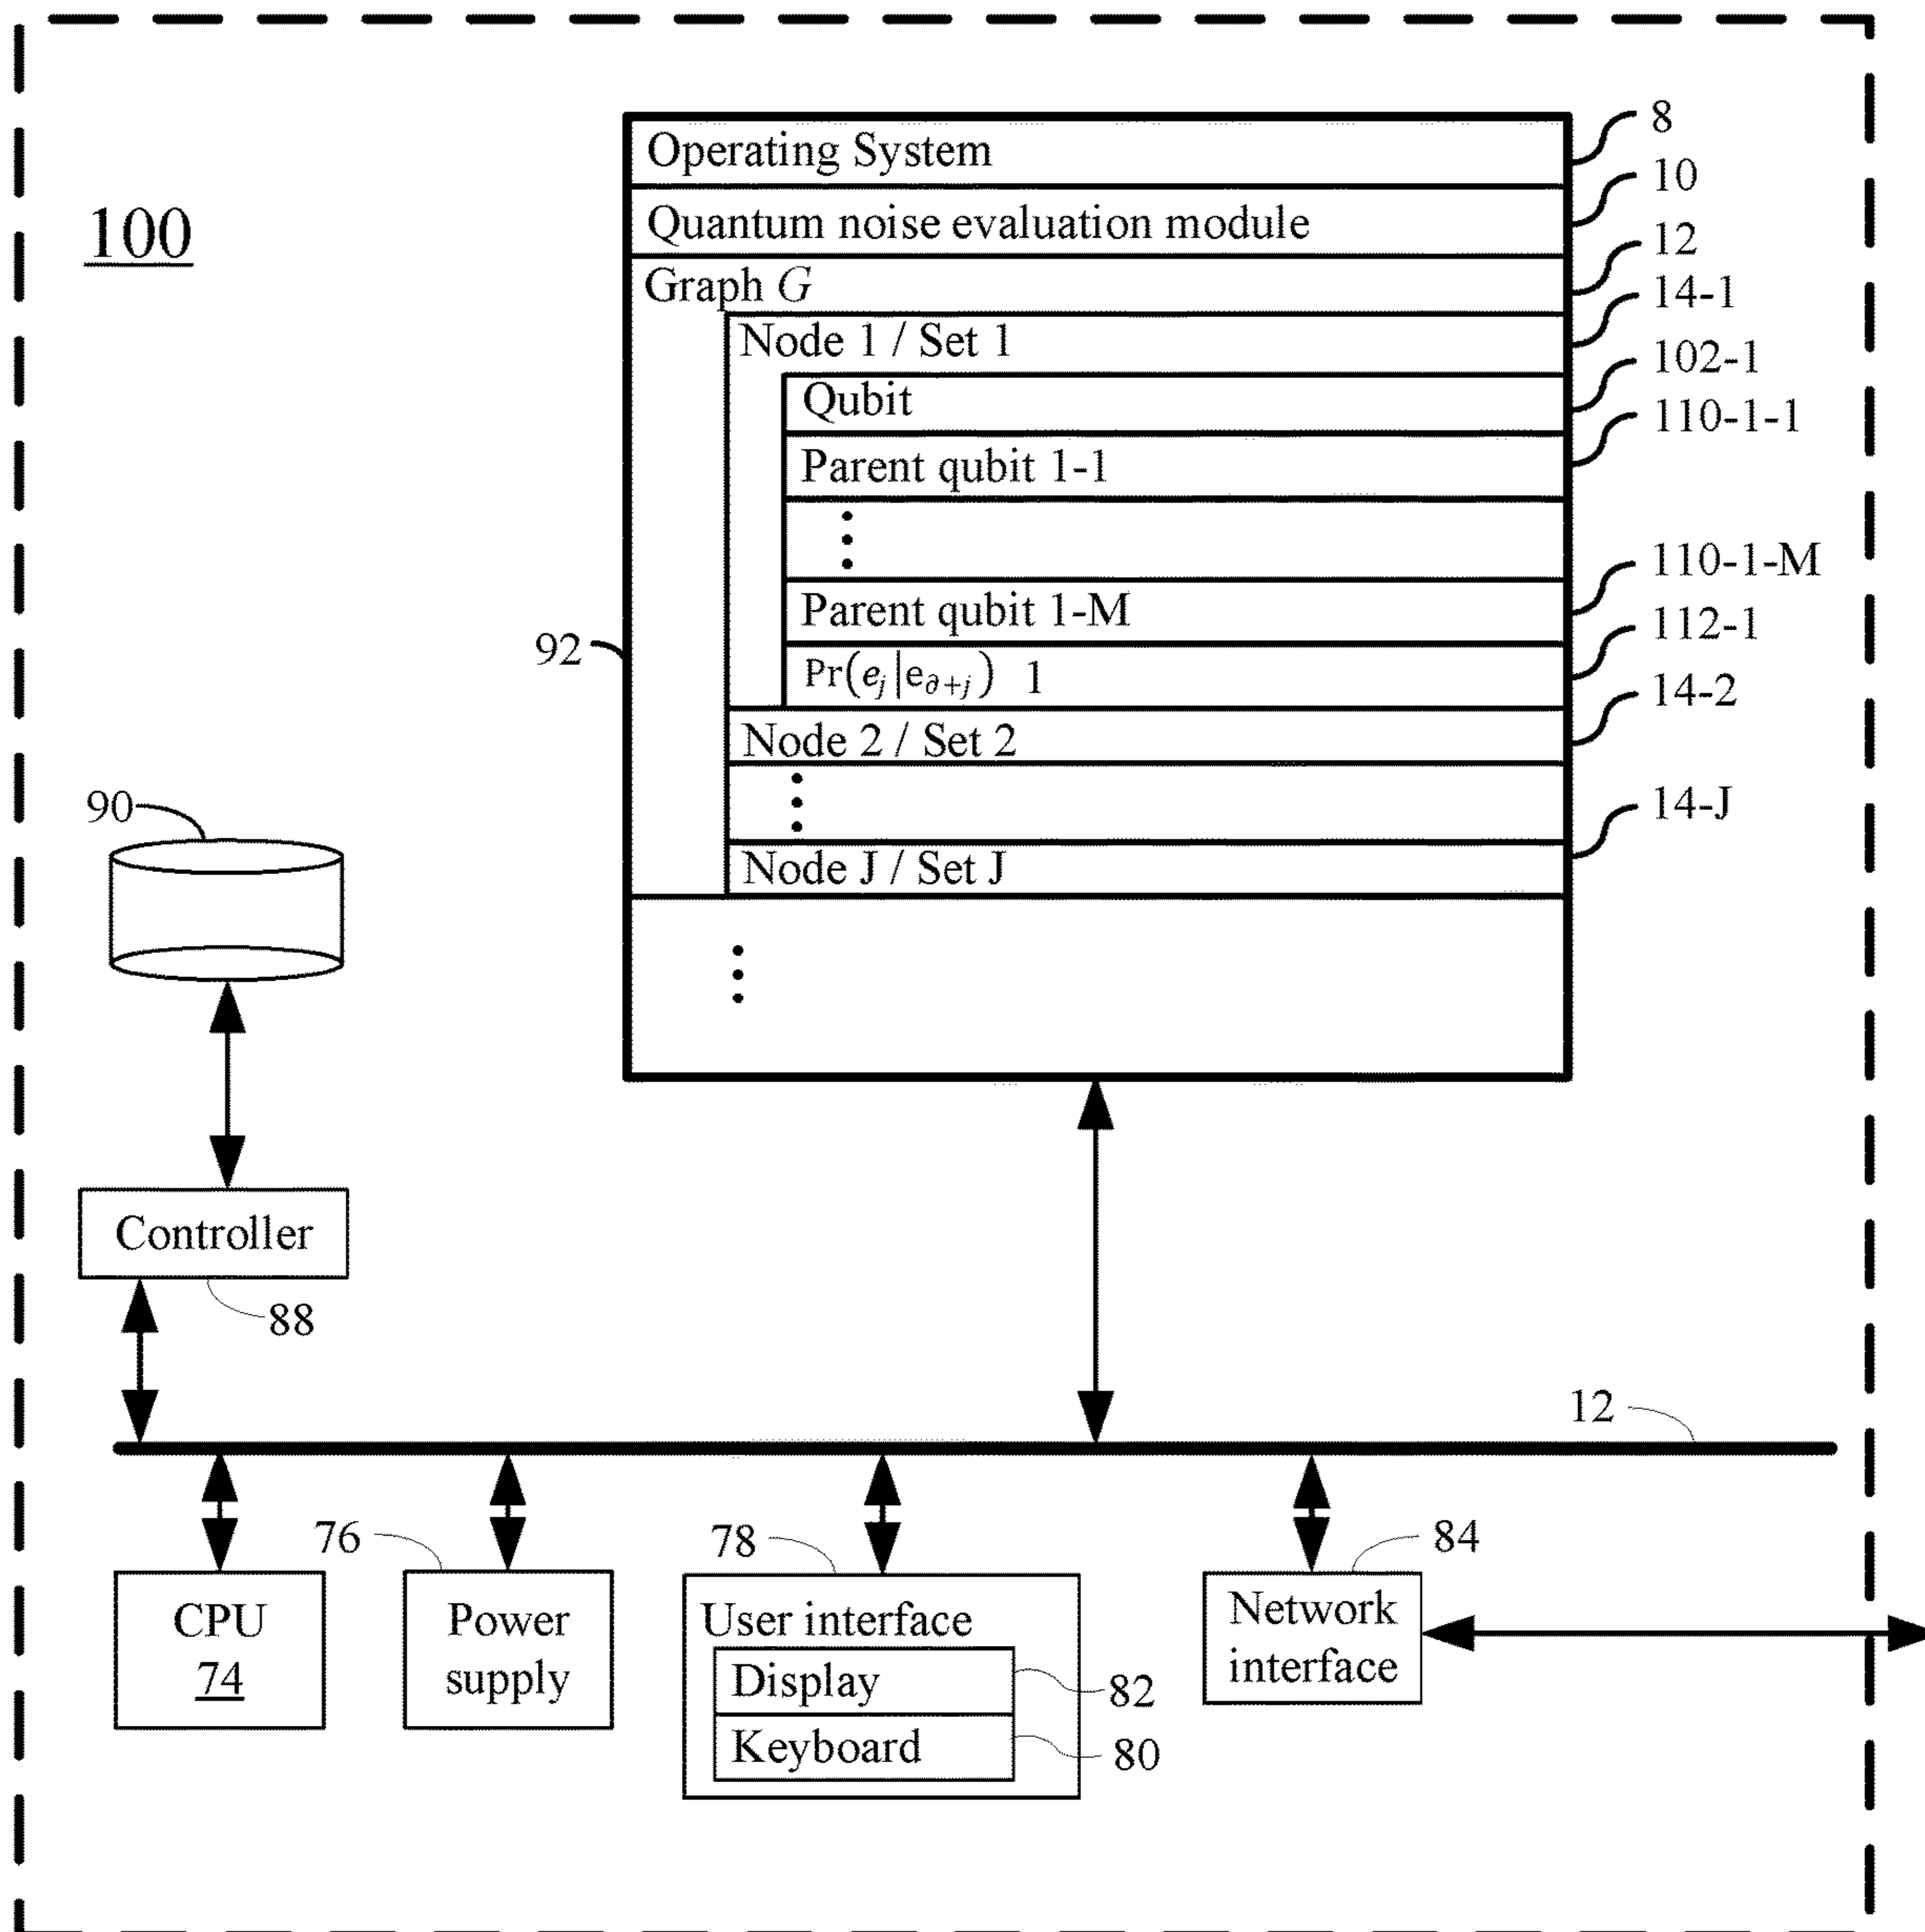 100
Operating System
8
Quantum noise evaluation module
10
Graph G
12
Node 1 / Set 1
14-1
Qubit
102-1
Parent qubit 1-1
110-1-1
Parent qubit 1-M
110-1-M
92
Pr(e_j|e_{∂+j}) 1
112-1
Node 2 / Set 2
14-2
Node J / Set J
14-J
90
Controller
88
12
CPU
74
76
Power
supply
78
User interface
Display
82
Keyboard
80
84
Network
interface